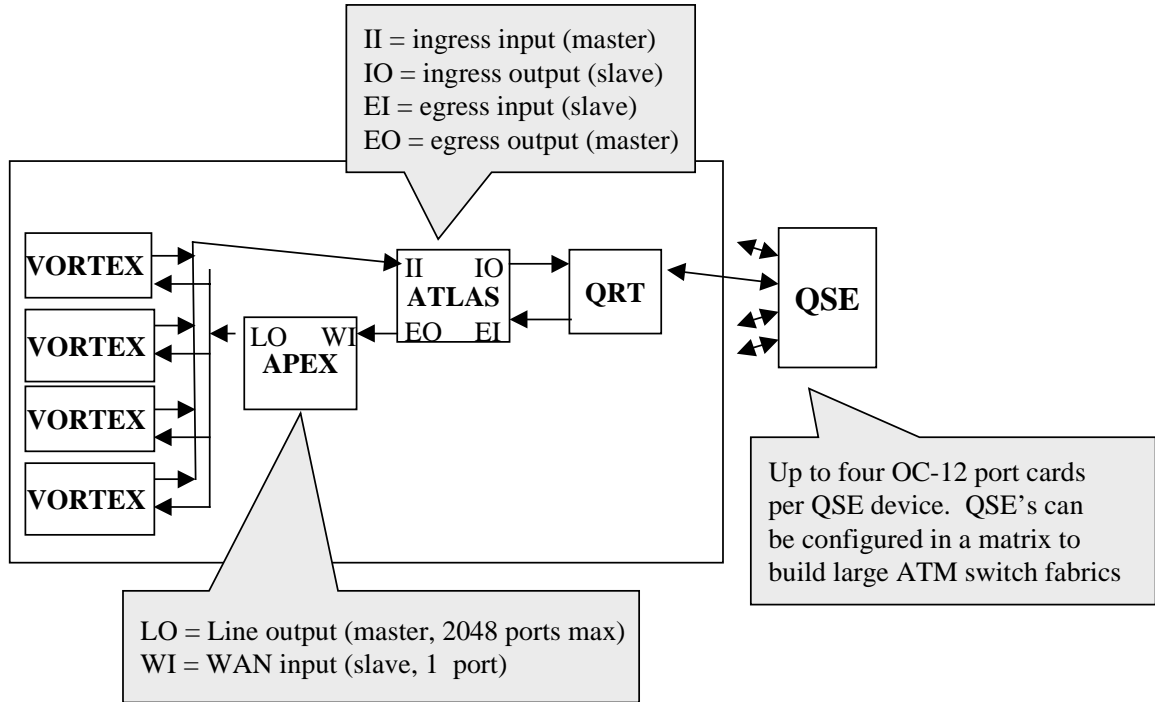 II = ingress input (master)
IO = ingress output (slave)
EI = egress input (slave)
EO = egress output (master)
VORTEX
VORTEX
VORTEX
VORTEX
II IO
ATLAS
EO EI
QRT
QSE
LO WI
APEX
Up to four OC-12 port cards
per QSE device. QSE's can
be configured in a matrix to
build large ATM switch fabrics
LO = Line output (master, 2048 ports max)
WI = WAN input (slave, 1 port)